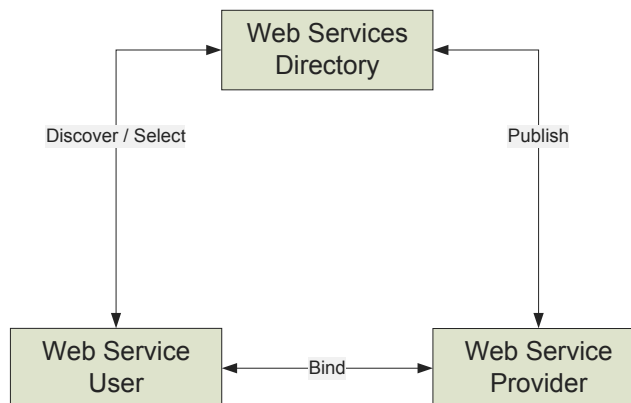 Web Services
Directory
Discover / Select
Publish
Web Service
User
Bind
Web Service
Provider